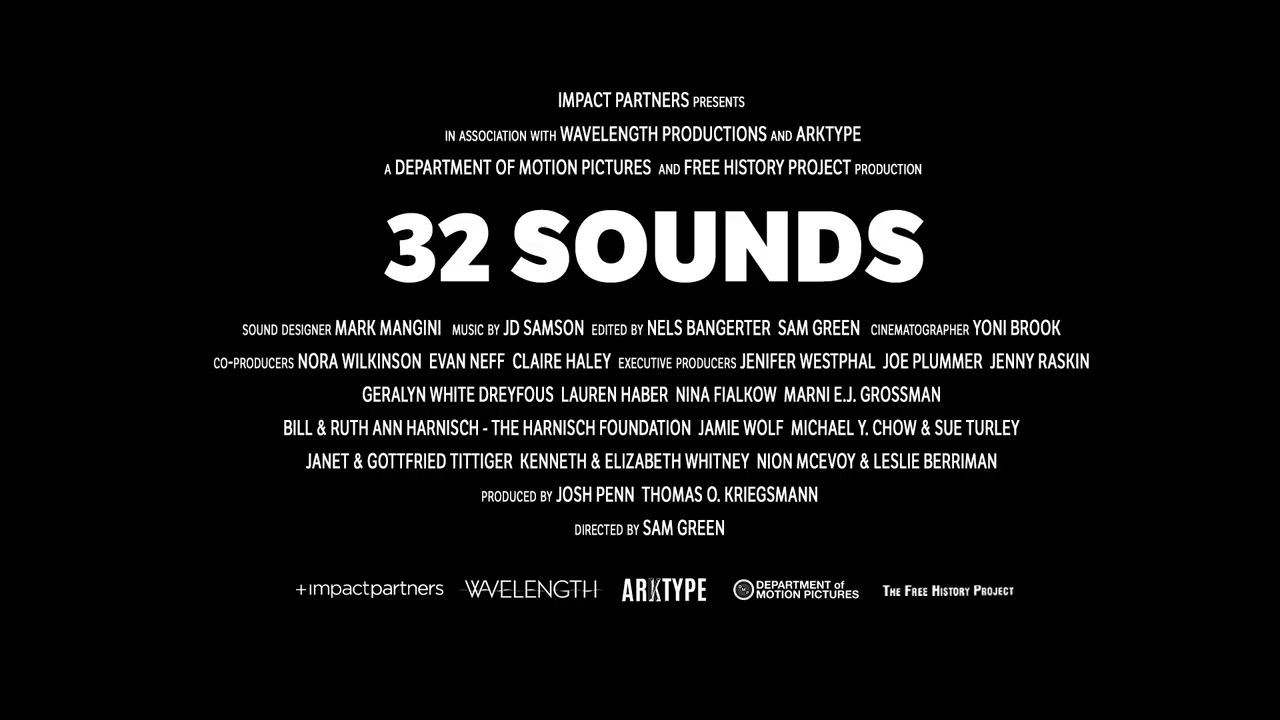 IMPACT PARTNERS PRESENTS
IN ASSOCIATION WITH WAVELENGTH PRODUCTIONS AND ARKTYPE
A DEPARTMENT OF MOTION PICTURES AND FREE HISTORY PROJECT PRODUCTION
32 SOUNDS
SOUND DESIGNER MARK MANGINI MUSIC BY JD SAMSON EDITED BY NELS BANGERTER SAM GREEN CINEMATOGRAPHER YONI BROOK
CO-PRODUCERS NORA WILKINSON EVAN NEFF CLAIRE HALEY EXECUTIVE PRODUCERS JENIFER WESTPHAL JOE PLUMMER JENNY RASKIN
GERALYN WHITE DREYFOUS LAUREN HABER NINA FIALKOW MARNI E.J. GROSSMAN
BILL & RUTH ANN HARNISCH - THE HARNISCH FOUNDATION JAMIE WOLF MICHAEL Y. CHOW & SUE TURLEY
JANET & GOTTFRIED TITTIGER KENNETH & ELIZABETH WHITNEY NION MCEVOY & LESLIE BERRIMAN
PRODUCED BY JOSH PENN THOMAS O. KRIEGSMANN
DIRECTED BY SAM GREEN
+impactpartners WAVELENGTH ARKTYPE DEPARTMENT of MOTION PICTURES THE FREE HISTORY PROJECT